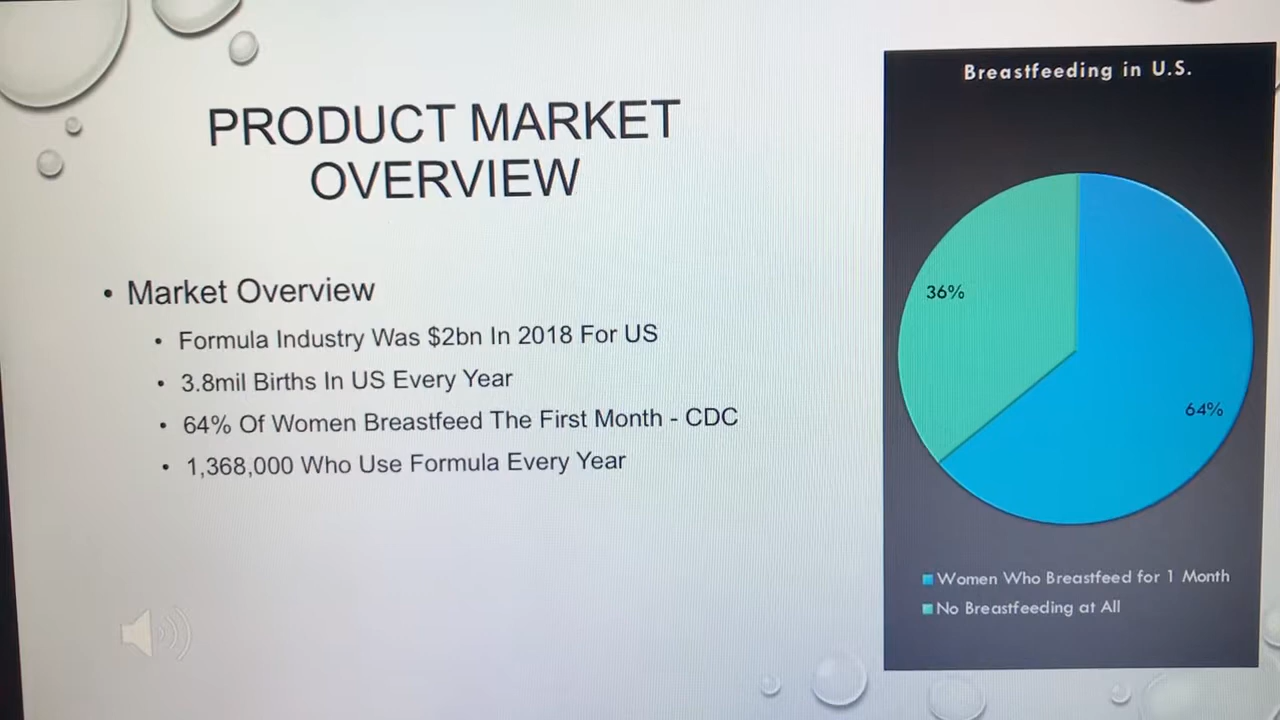 PRODUCT MARKET
OVERVIEW
• Market Overview
• Formula Industry Was $2bn In 2018 For US
• 3.8mil Births In US Every Year
• 64% Of Women Breastfeed The First Month - CDC
• 1,368,000 Who Use Formula Every Year
Breastfeeding in U.S.
36%
64%
Women Who Breastfeed for 1 Month
No Breastfeeding at All